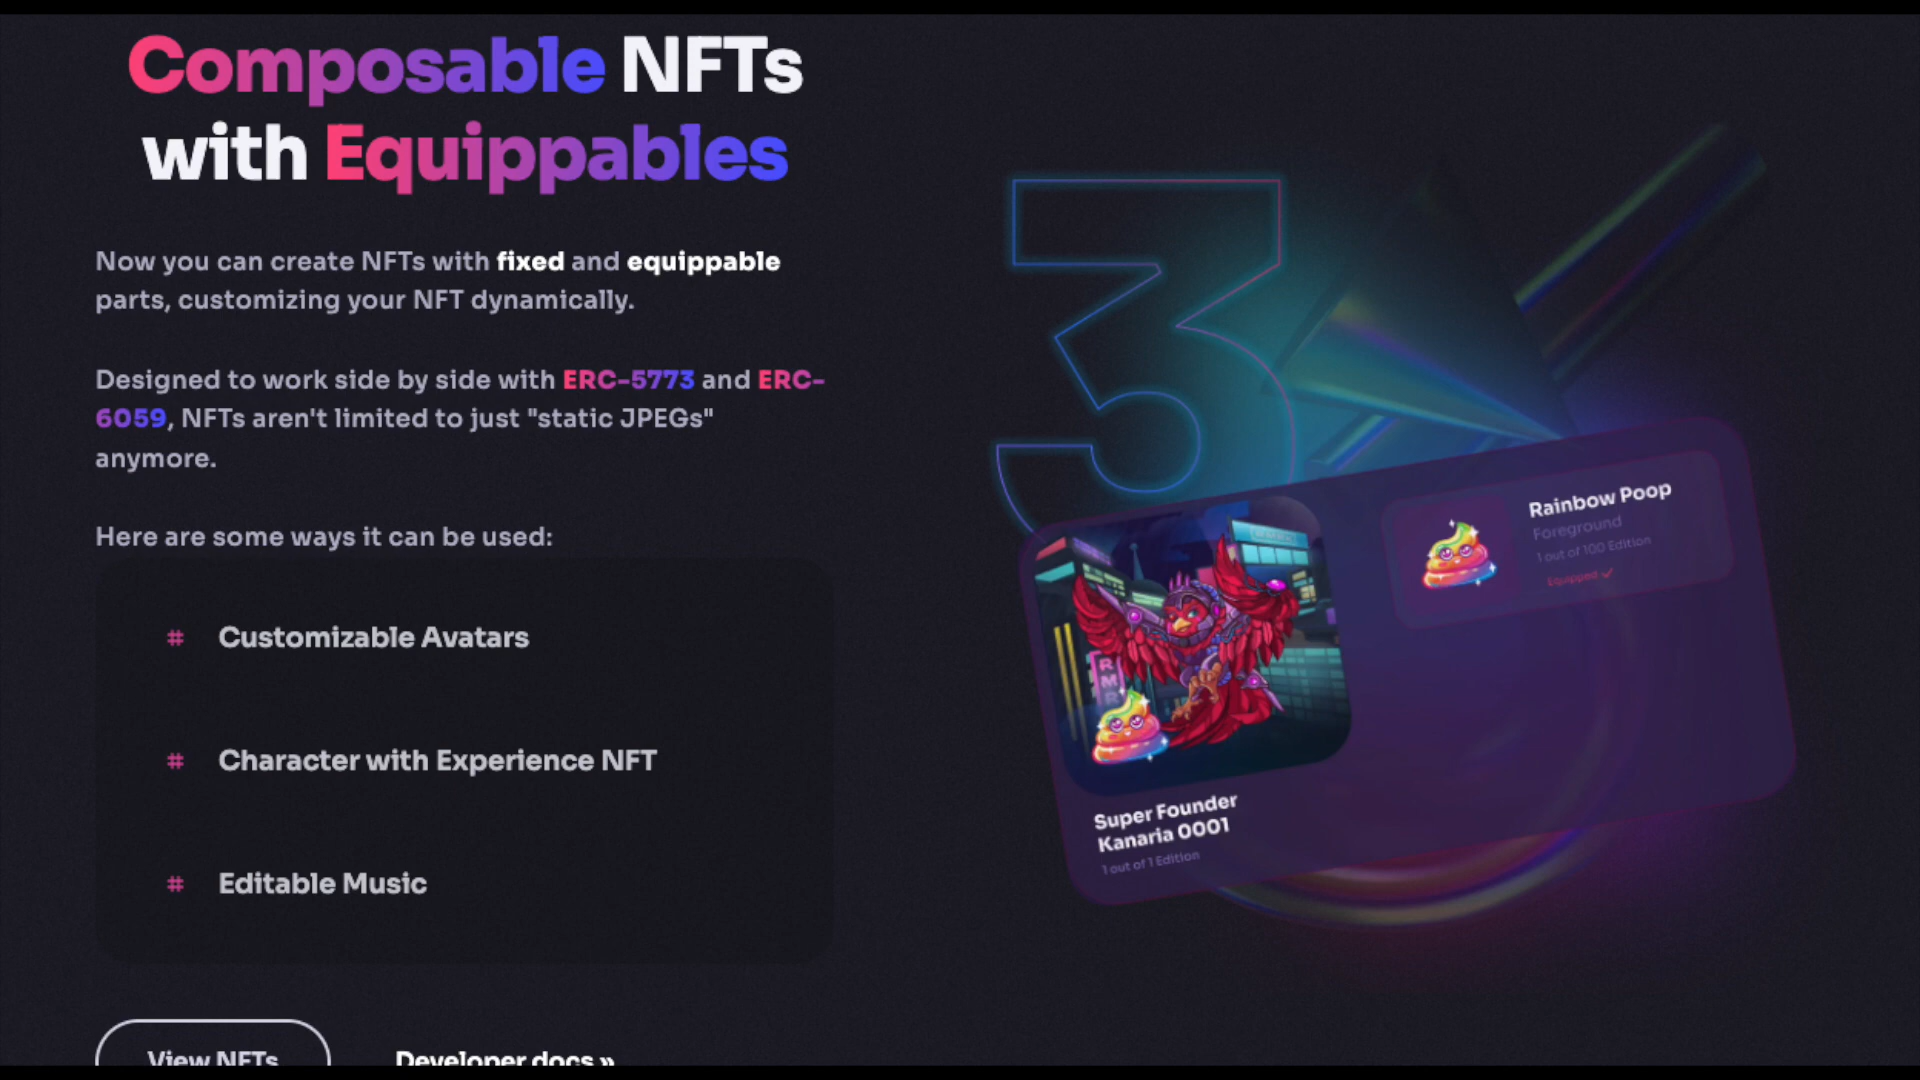 Composable NFTs
with Equippables
Now you can create NFTs with fixed and equippable
parts, customizing your NFT dynamically.
Designed to work side by side with ERC-5773 and ERC-
6059, NFTs aren't limited to just "static JPEGs"
anymore.
Here are some ways it can be used:
# Customizable Avatars
# Character with Experience NFT
# Editable Music
View NFTs
Developer docs »
3
Rainbow Poop
Foreground
1 out of 100 Edition
Equipped ✓
RMR
Super Founder
Kanaria 0001
1 out of 1 Edition